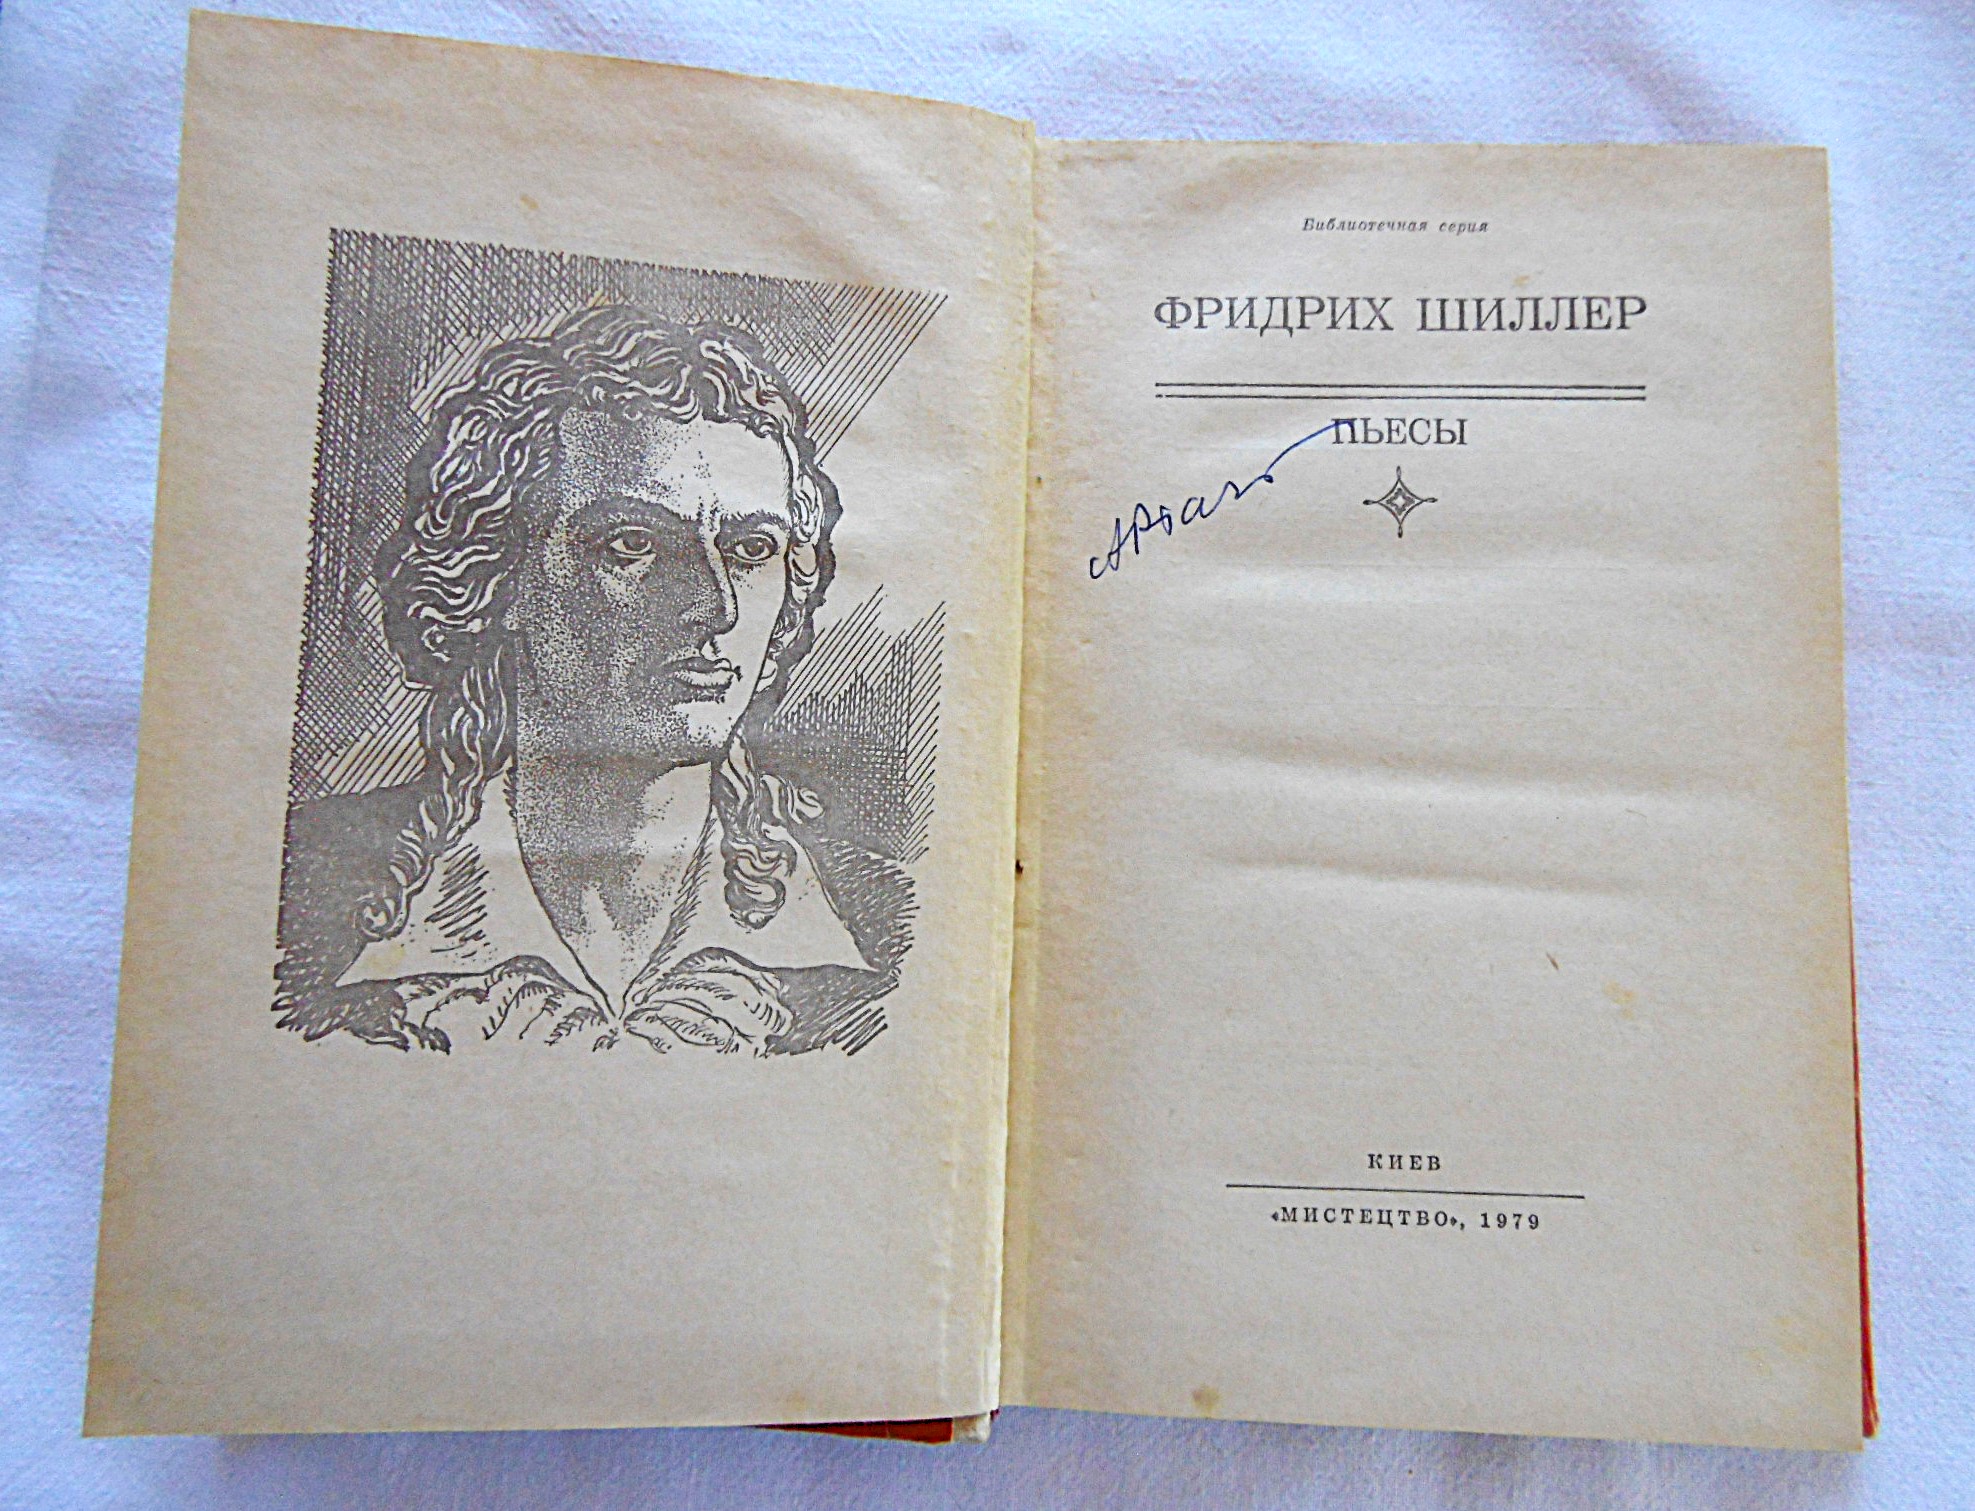 Библиотечная серия
ФРИДРИХ ШИЛЛЕР
ПЬЕСЫ
КИЕВ
«МИСТЕЦТВО», 1979